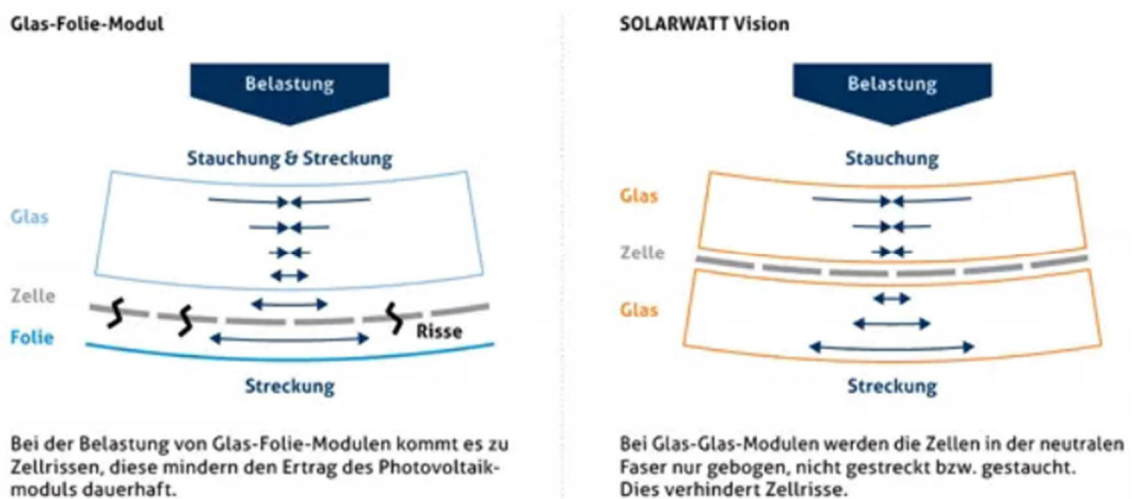 Glas-Folie-Modul
Belastung
Stauchung & Streckung
Glas
Zelle
Folie
Risse
Streckung
Bei der Belastung von Glas-Folie-Modulen kommt es zu
Zellrissen, diese mindern den Ertrag des Photovoltaik-
moduls dauerhaft.
SOLARWATT Vision
Belastung
Stauchung
Glas
Zelle
Glas
Streckung
Bei Glas-Glas-Modulen werden die Zellen in der neutralen
Faser nur gebogen, nicht gestreckt bzw. gestaucht.
Dies verhindert Zellrisse.